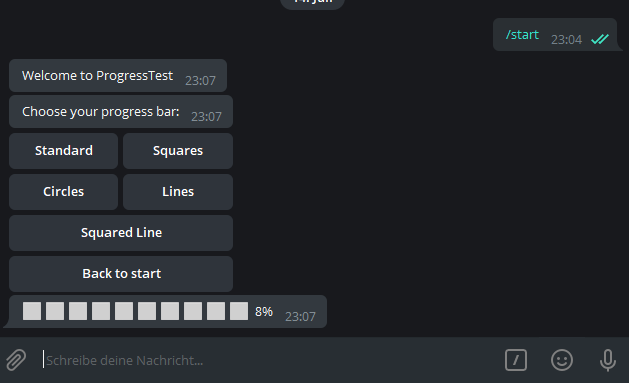 /start 23:04
Welcome to ProgressTest 23:07
Choose your progress bar: 23:07
Standard Squares
Circles Lines
Squared Line
Back to start
8% 23:07
Schreibe deine Nachricht...
/